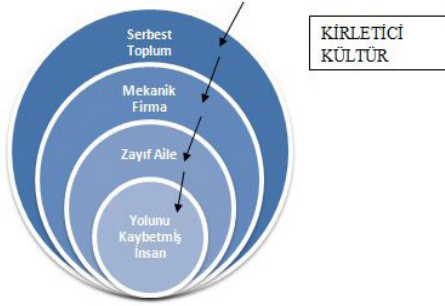 Serbest
Toplum
KİRLETİCİ
KÜLTÜR
Mekanik
Firma
Zayıf Aile
Yolunu
Kaybetmiş
İnsan